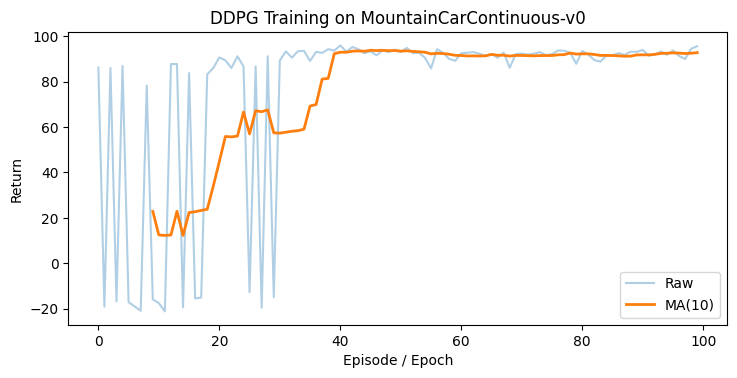 DDPG Training on MountainCarContinuous-v0
100
80
60
40
20
0
−20
Return
0 20 40 60 80 100
Episode / Epoch
Raw
MA(10)